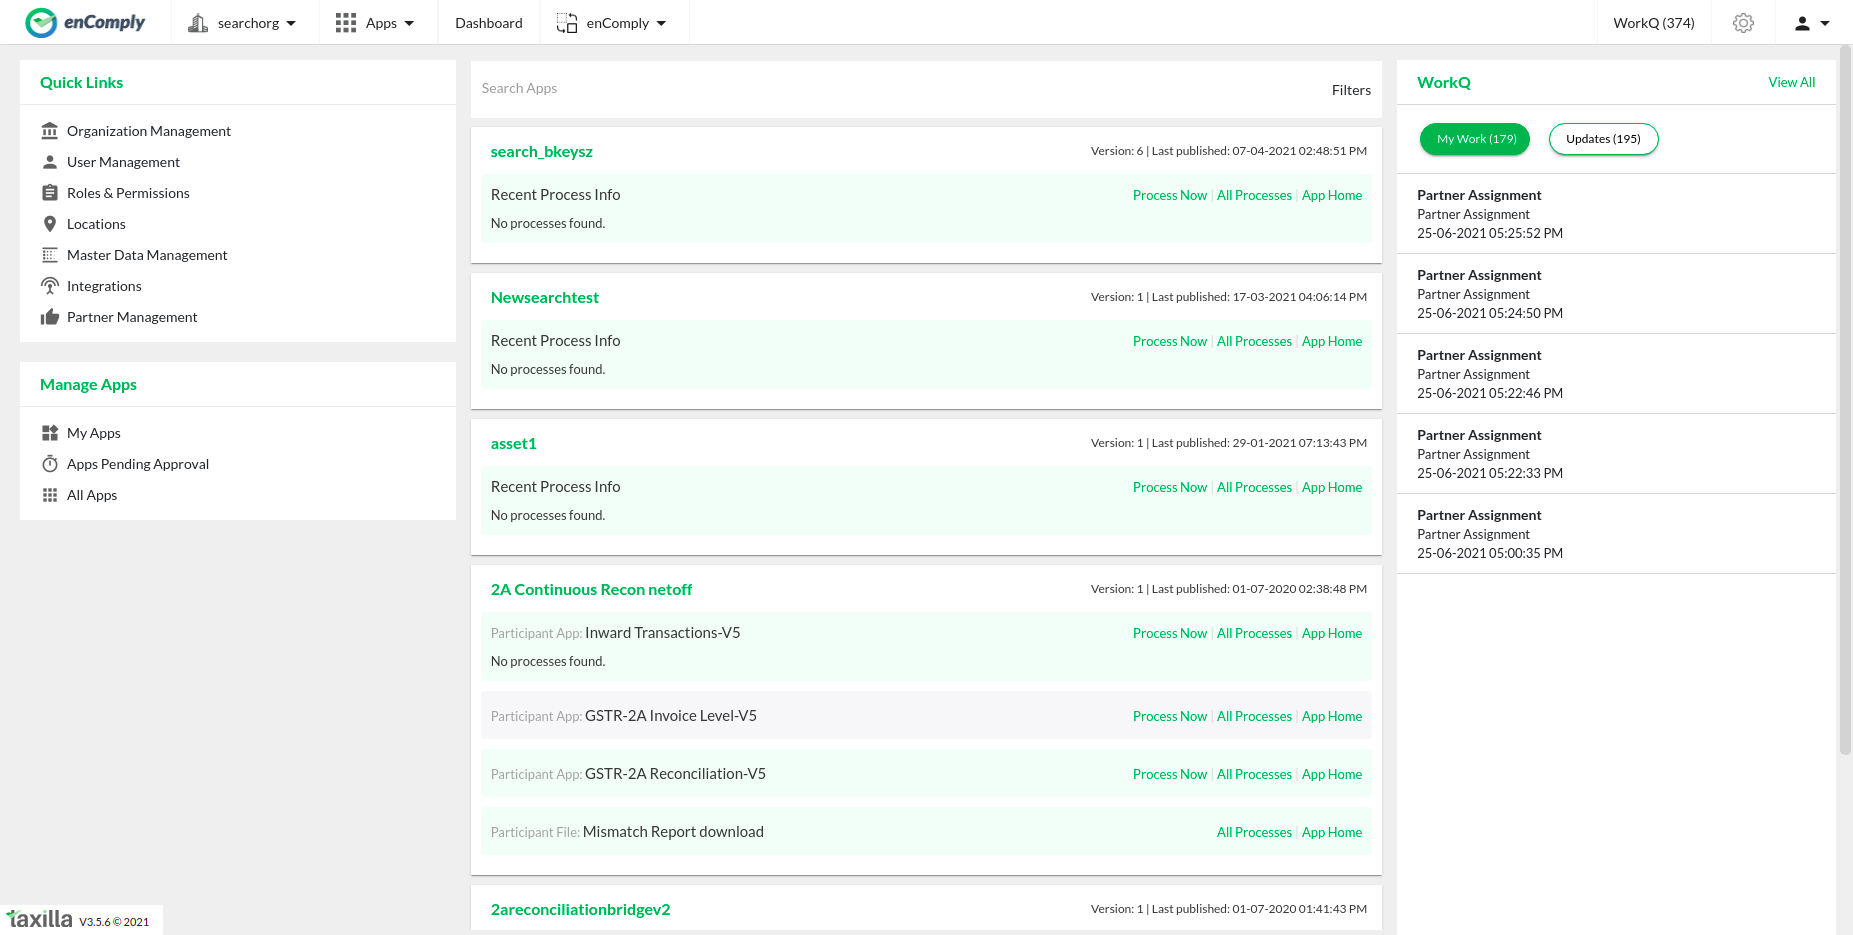 enComply
searchorg
Apps
Dashboard
enComply
WorkQ (374)
Quick Links
Organization Management
User Management
Roles & Permissions
Locations
Master Data Management
Integrations
Partner Management
Manage Apps
My Apps
Apps Pending Approval
All Apps
Search Apps
Filters
search_bkeysz
Version: 6 | Last published: 07-04-2021 02:48:51 PM
Recent Process Info
Process Now | All Processes | App Home
No processes found.
Newsearchtest
Version: 1 | Last published: 17-03-2021 04:06:14 PM
Recent Process Info
Process Now | All Processes | App Home
No processes found.
asset1
Version: 1 | Last published: 29-01-2021 07:13:43 PM
Recent Process Info
Process Now | All Processes | App Home
No processes found.
2A Continuous Recon netoff
Version: 1 | Last published: 01-07-2020 02:38:48 PM
Participant App: Inward Transactions-V5
Process Now | All Processes | App Home
No processes found.
Participant App: GSTR-2A Invoice Level-V5
Process Now | All Processes | App Home
Participant App: GSTR-2A Reconciliation-V5
Process Now | All Processes | App Home
Participant File: Mismatch Report download
All Processes | App Home
2areconciliationbridgev2
Version: 1 | Last published: 01-07-2020 01:41:43 PM
WorkQ
View All
My Work (179)
Updates (195)
Partner Assignment
Partner Assignment
25-06-2021 05:25:52 PM
Partner Assignment
Partner Assignment
25-06-2021 05:24:50 PM
Partner Assignment
Partner Assignment
25-06-2021 05:22:46 PM
Partner Assignment
Partner Assignment
25-06-2021 05:22:33 PM
Partner Assignment
Partner Assignment
25-06-2021 05:00:35 PM
taxilla V3.5.6 © 2021